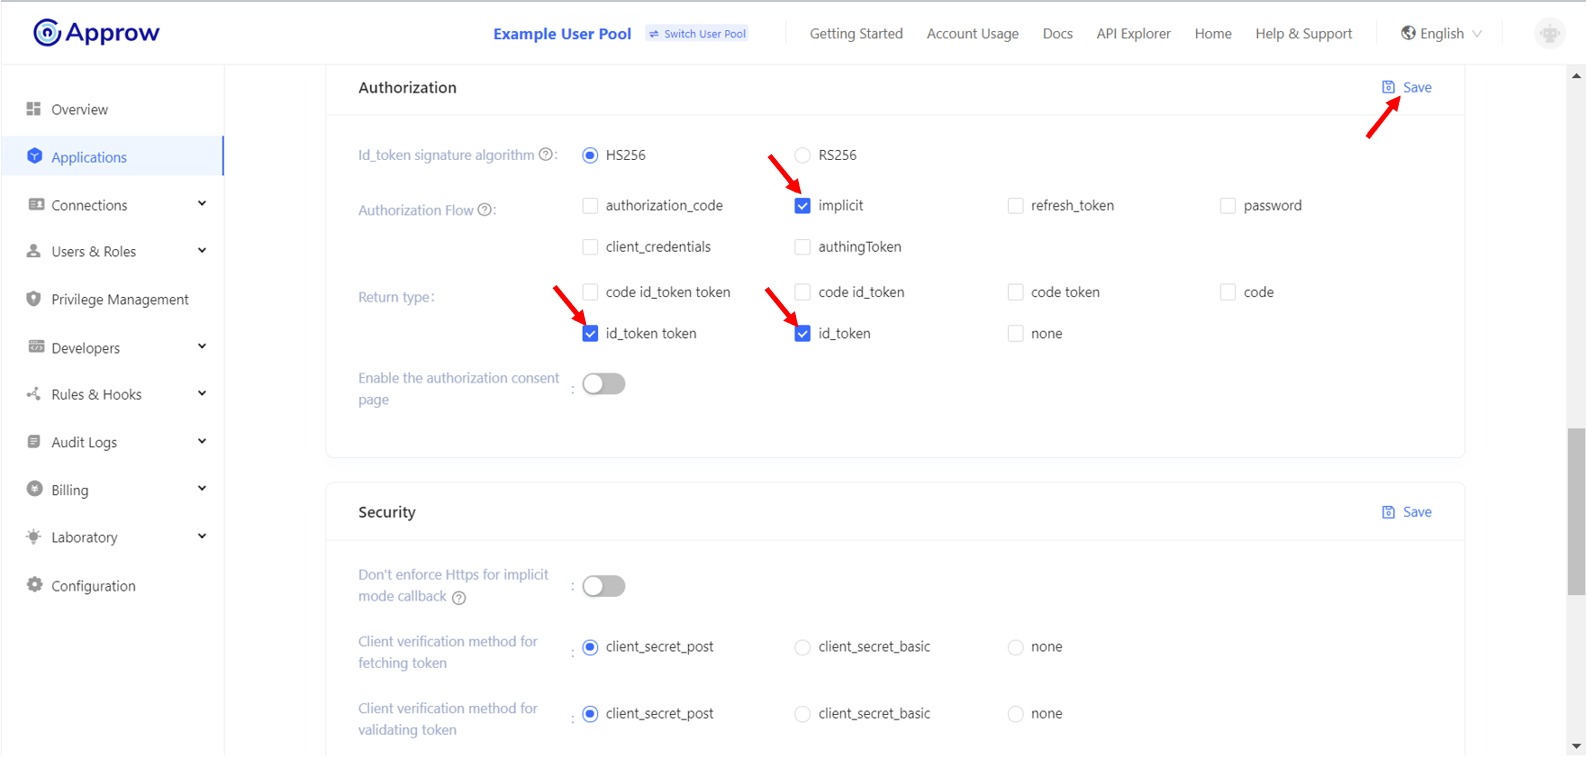 Approw
Example User Pool
Switch User Pool
Getting Started
Account Usage
Docs
API Explorer
Home
Help & Support
English
Overview
Applications
Connections
Users & Roles
Privilege Management
Developers
Rules & Hooks
Audit Logs
Billing
Laboratory
Configuration
Authorization
Save
Id_token signature algorithm ?:
HS256
RS256
Authorization Flow ?:
authorization_code
implicit
refresh_token
password
client_credentials
authingToken
Return type:
code id_token token
code id_token
code token
code
id_token token
id_token
none
Enable the authorization consent
page
:
Security
Save
Don't enforce Https for implicit
mode callback ?
:
Client verification method for
fetching token
:
client_secret_post
client_secret_basic
none
Client verification method for
validating token
:
client_secret_post
client_secret_basic
none